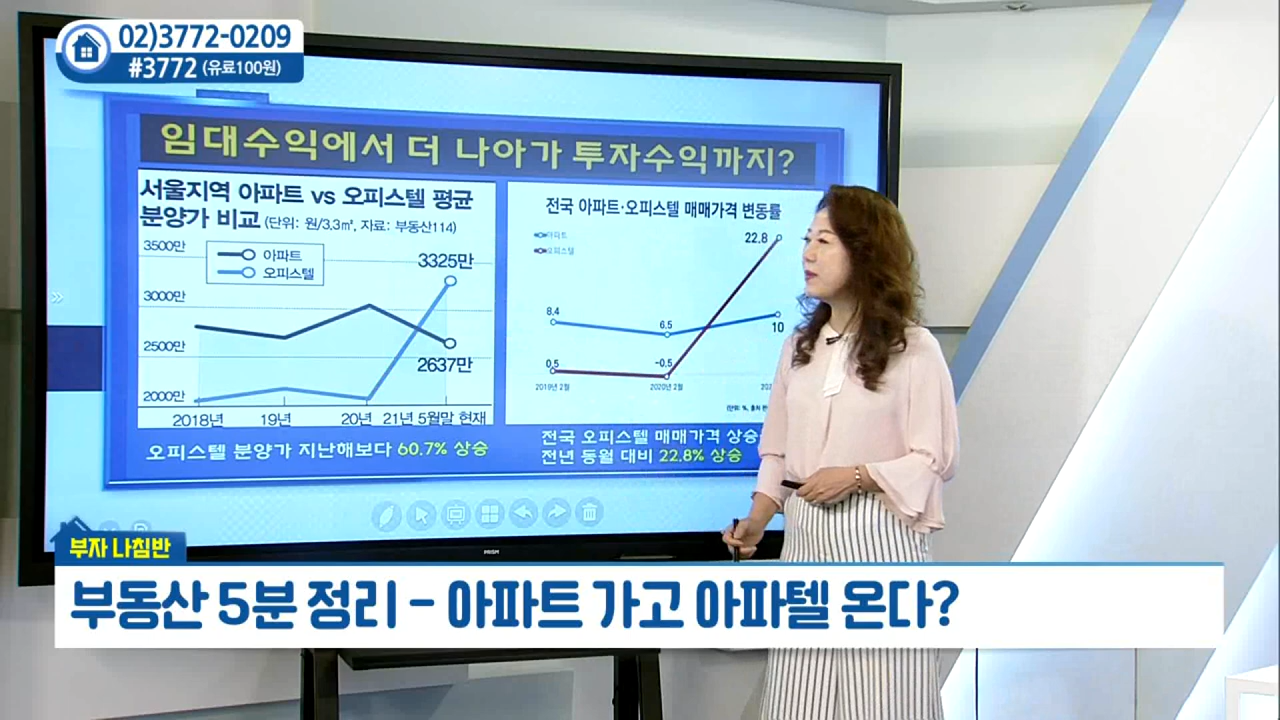 02)3772-0209
#3772 (유료100원)
임대수익에서 더 나아가 투자수익까지?
서울지역 아파트 vs 오피스텔 평균
분양가 비교 (단위: 원/3.3㎡, 자료: 부동산114)
3500만
아파트
오피스텔
3325만
3000만
2500만
2637만
2000만
2018년 19년 20년 21년 5월말 현재
오피스텔 분양가 지난해보다 60.7% 상승
전국 아파트·오피스텔 매매가격 변동률
아파트
오피스텔
22.8
8.4
6.5
10
0.5
-0.5
2019년 2월 2020년 2월
(단위: %,
전국 오피스텔 매매가격 상승
전년 동월 대비 22.8% 상승
PRISM
부자 나침반
부동산 5분 정리 - 아파트 가고 아파텔 온다?